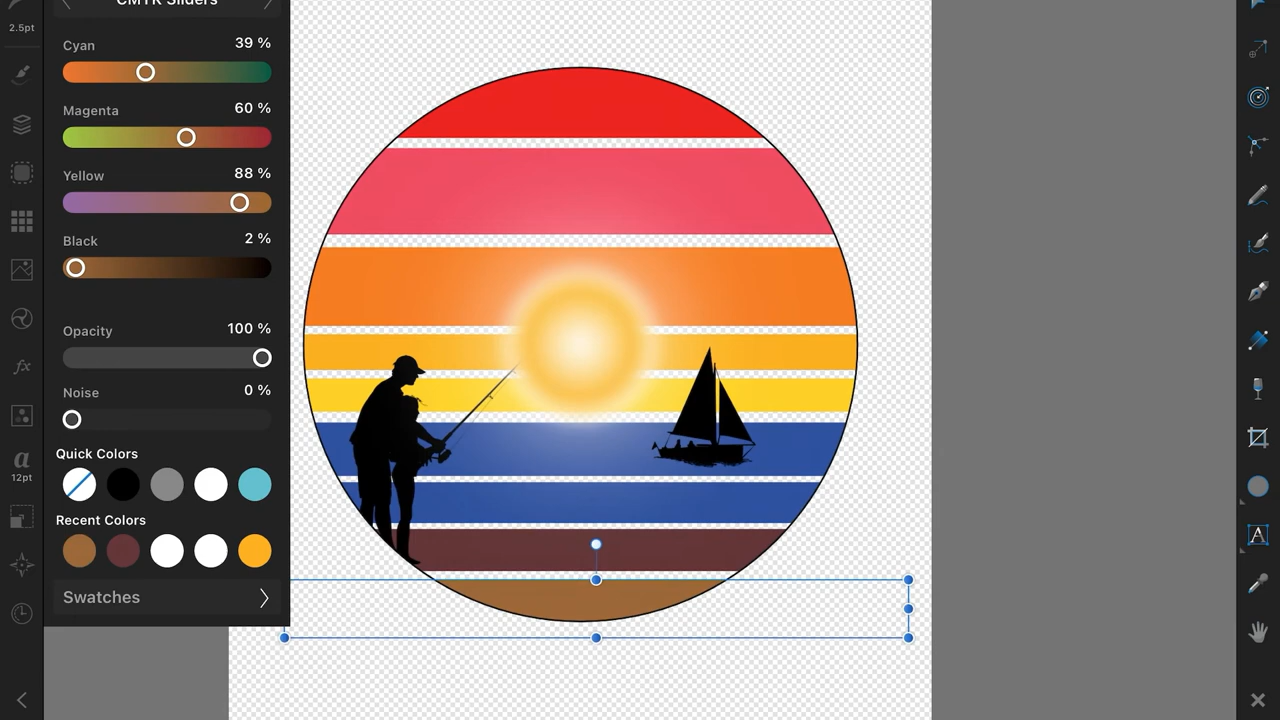 CMYK Sliders
2.5pt
Cyan 39 %
Magenta 60 %
Yellow 88 %
Black 2 %
Opacity 100 %
Noise 0 %
Quick Colors
Recent Colors
Swatches
fx
a
12pt
A